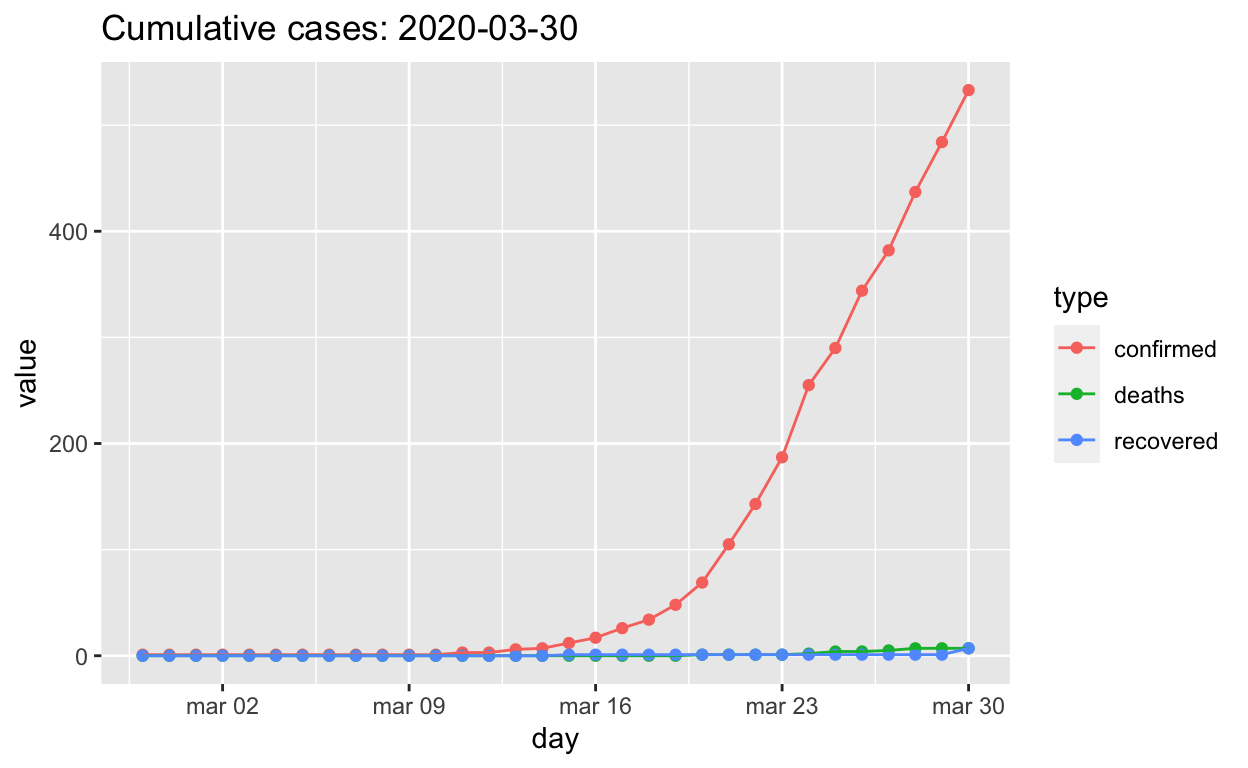 Cumulative cases: 2020-03-30
value
400
200
0
mar 02 mar 09 mar 16 mar 23 mar 30
day
type
confirmed
deaths
recovered